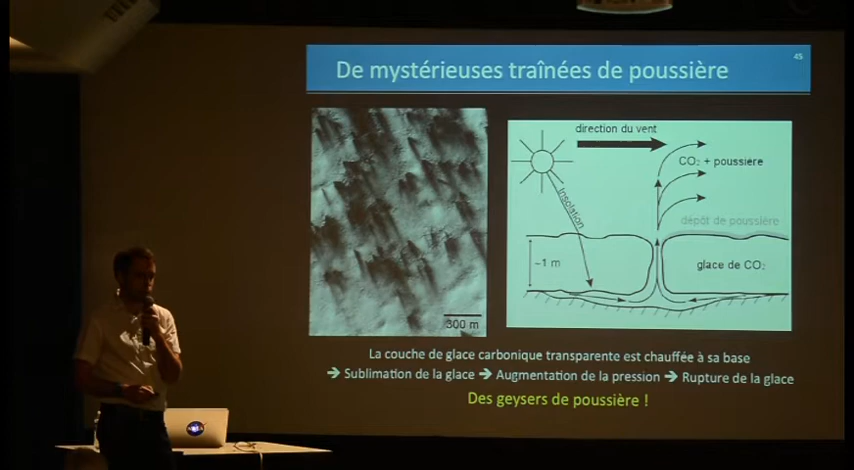 De mystérieuses traînées de poussière
45
direction du vent
CO₂ + poussière
Insolation
dépôt de poussière
~1 m
glace de CO₂
300 m
La couche de glace carbonique transparente est chauffée à sa base
➔ Sublimation de la glace ➔ Augmentation de la pression ➔ Rupture de la glace
Des geysers de poussière !